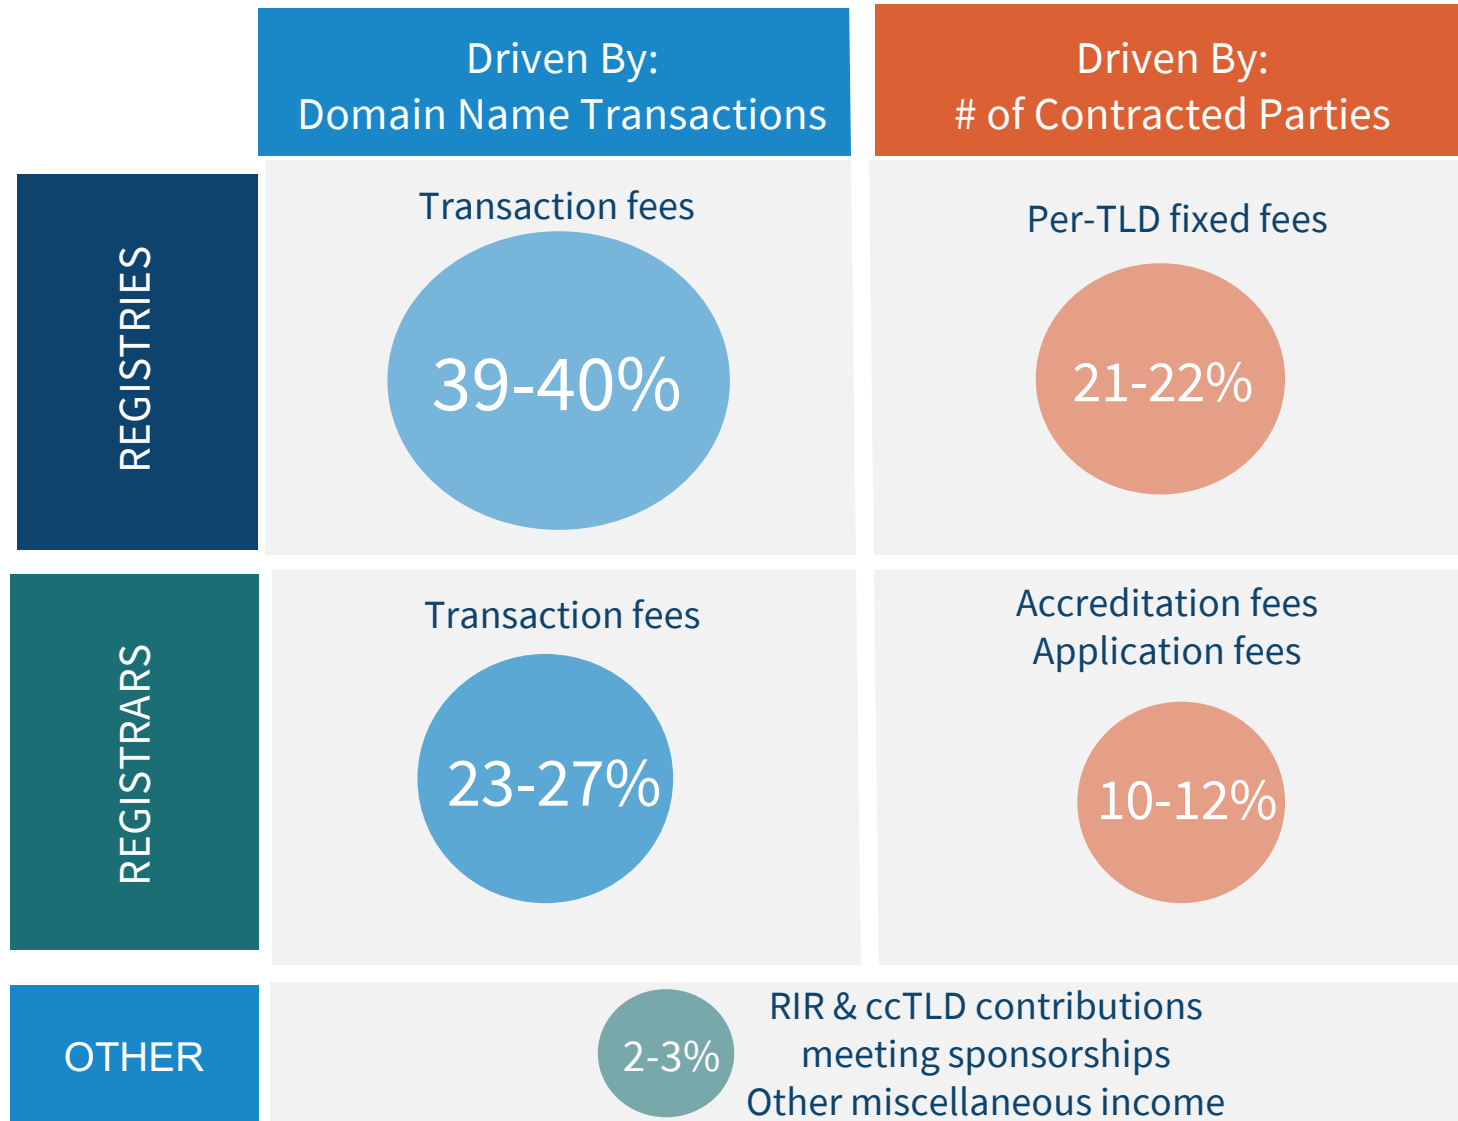 Driven By:
Domain Name Transactions
Driven By:
# of Contracted Parties
REGISTRIES
Transaction fees
39-40%
Per-TLD fixed fees
21-22%
REGISTRARS
Transaction fees
23-27%
Accreditation fees
Application fees
10-12%
OTHER
2-3%
RIR & ccTLD contributions
meeting sponsorships
Other miscellaneous income